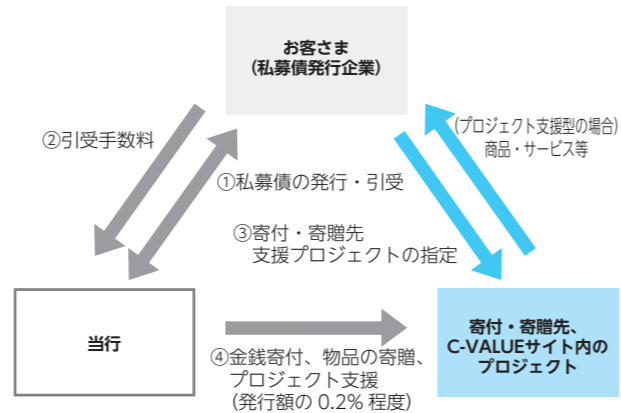 お客さま
(私募債発行企業)
②引受手数料
(プロジェクト支援型の場合)
商品・サービス等
①私募債の発行・引受
③寄付・寄贈先
支援プロジェクトの指定
当行
④金銭寄付、物品の寄贈、
プロジェクト支援
(発行額の 0.2% 程度)
寄付・寄贈先、
C-VALUEサイト内の
プロジェクト